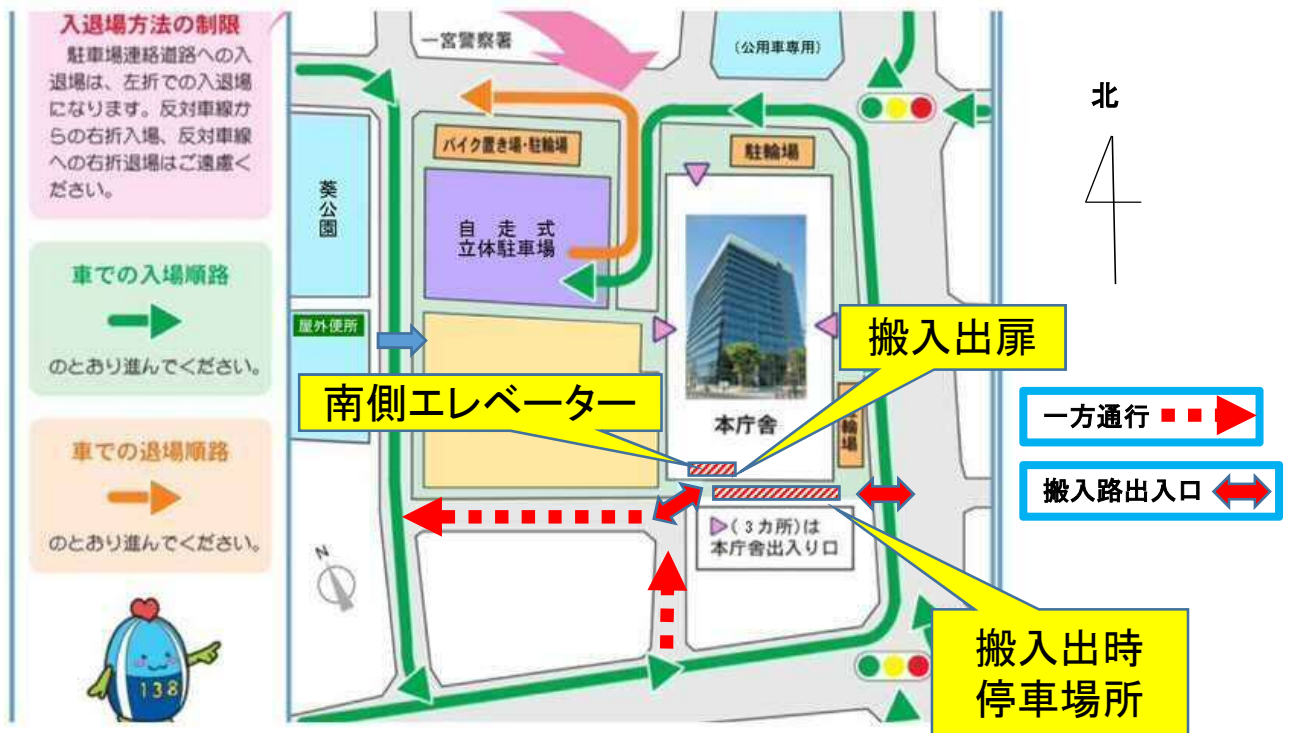 入退場方法の制限
駐車場連絡道路への入
退場は、左折での入退場
になります。反対車線か
らの右折入場、反対車線
への右折退場はご遠慮く
ださい。
車での入場順路
のとおり進んでください。
車での退場順路
のとおり進んでください。
138
一宮警察署
(公用車専用)
バイク置き場・駐輪場
駐輪場
葵公園
自走式
立体駐車場
屋外便所
搬入出扉
南側エレベーター
本庁舎
輪場
▷(3カ所)は
本庁舎出入り口
N
搬入出時
停車場所
北
一方通行
搬入路出入口